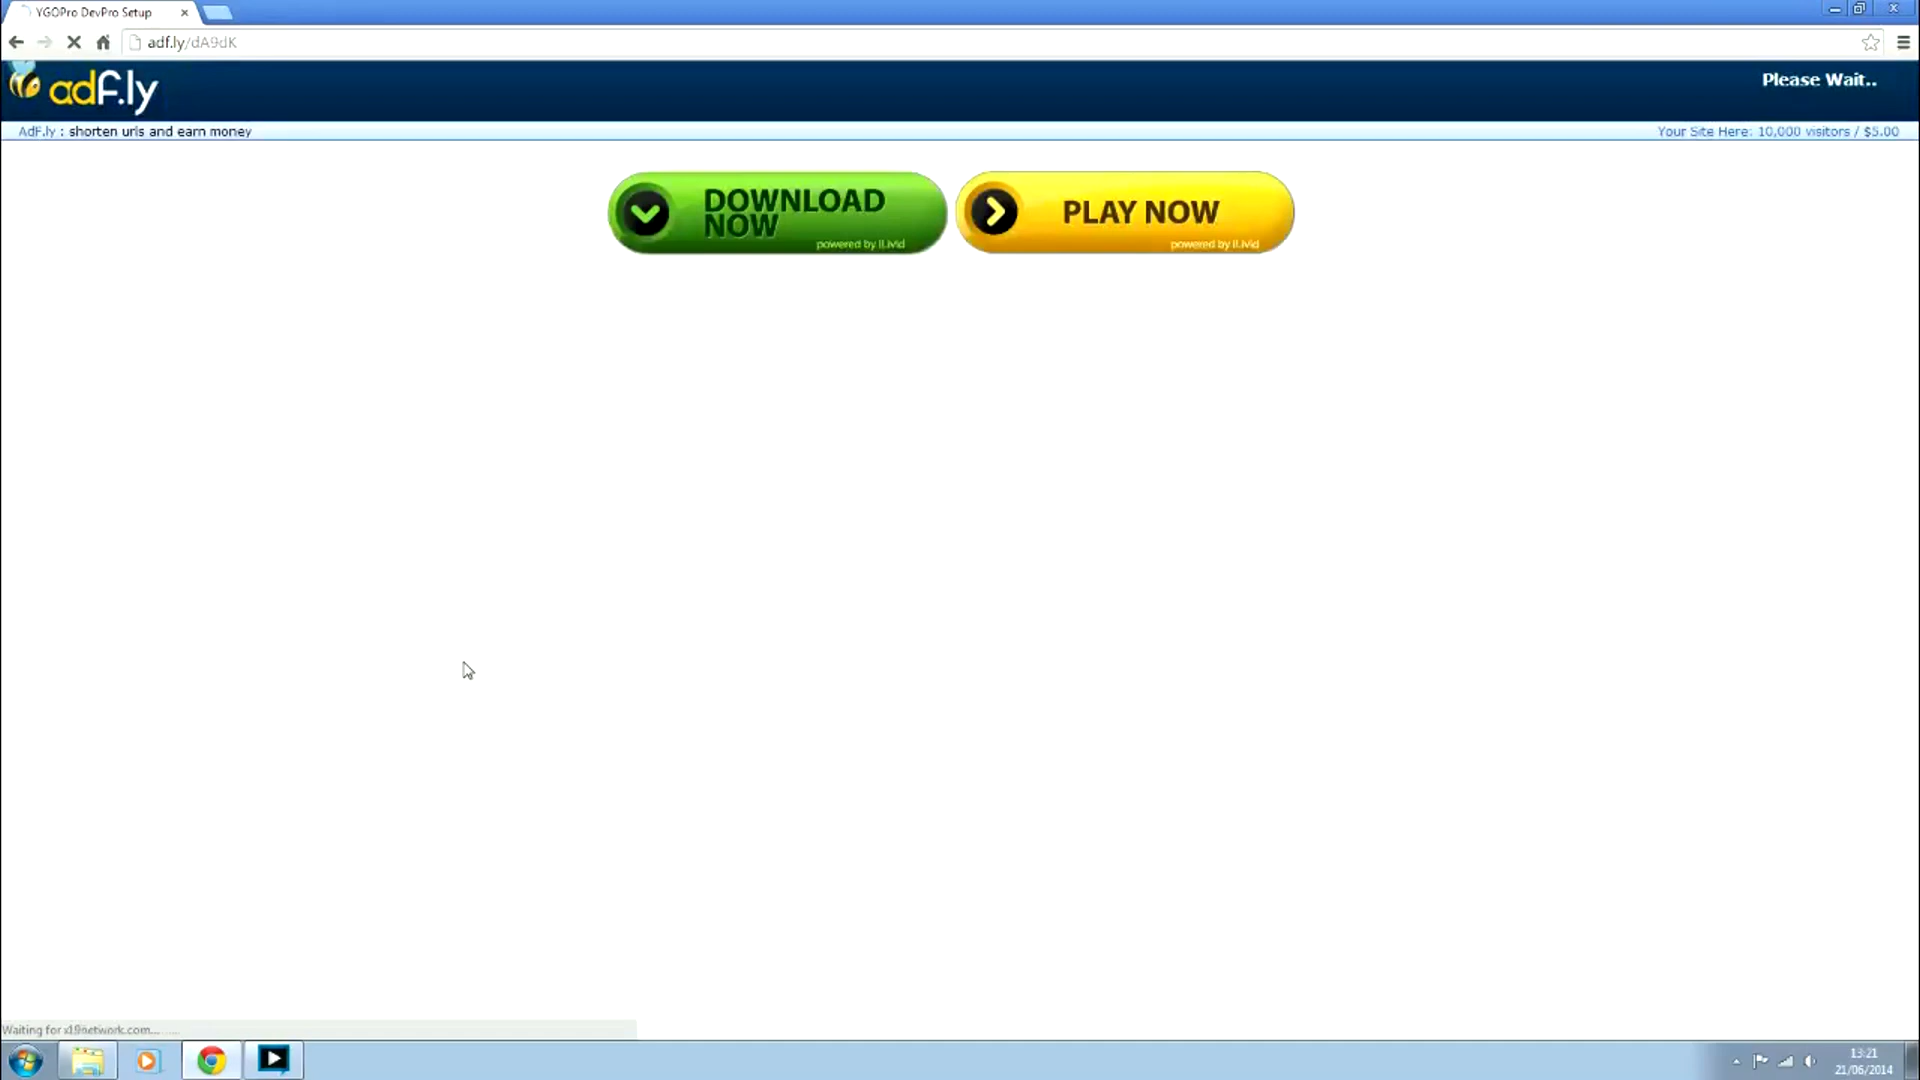 YGOPro DevPro Setup
adf.ly/dA9dK
adf.ly
Please Wait..
AdF.ly : shorten urls and earn money
Your Site Here: 10,000 visitors / $5.00
DOWNLOAD
NOW
powered by iLivid
PLAY NOW
powered by iLivid
Waiting for x19network.com...
13:21
21/06/2014